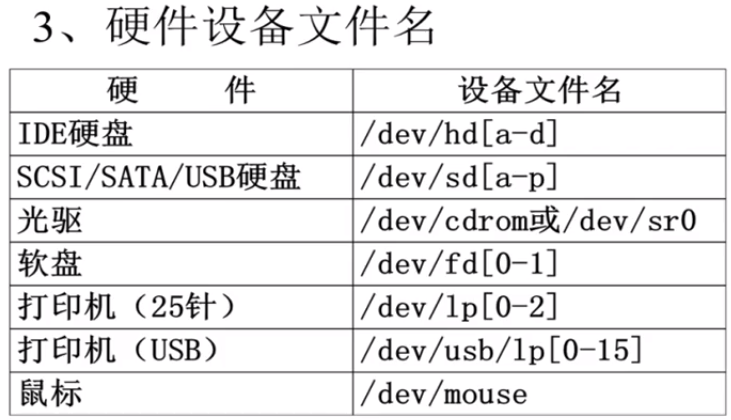 3、硬件设备文件名
硬 件 设备文件名
IDE硬盘 /dev/hd[a-d]
SCSI/SATA/USB硬盘 /dev/sd[a-p]
光驱 /dev/cdrom或/dev/sr0
软盘 /dev/fd[0-1]
打印机（25针） /dev/lp[0-2]
打印机（USB） /dev/usb/lp[0-15]
鼠标 /dev/mouse